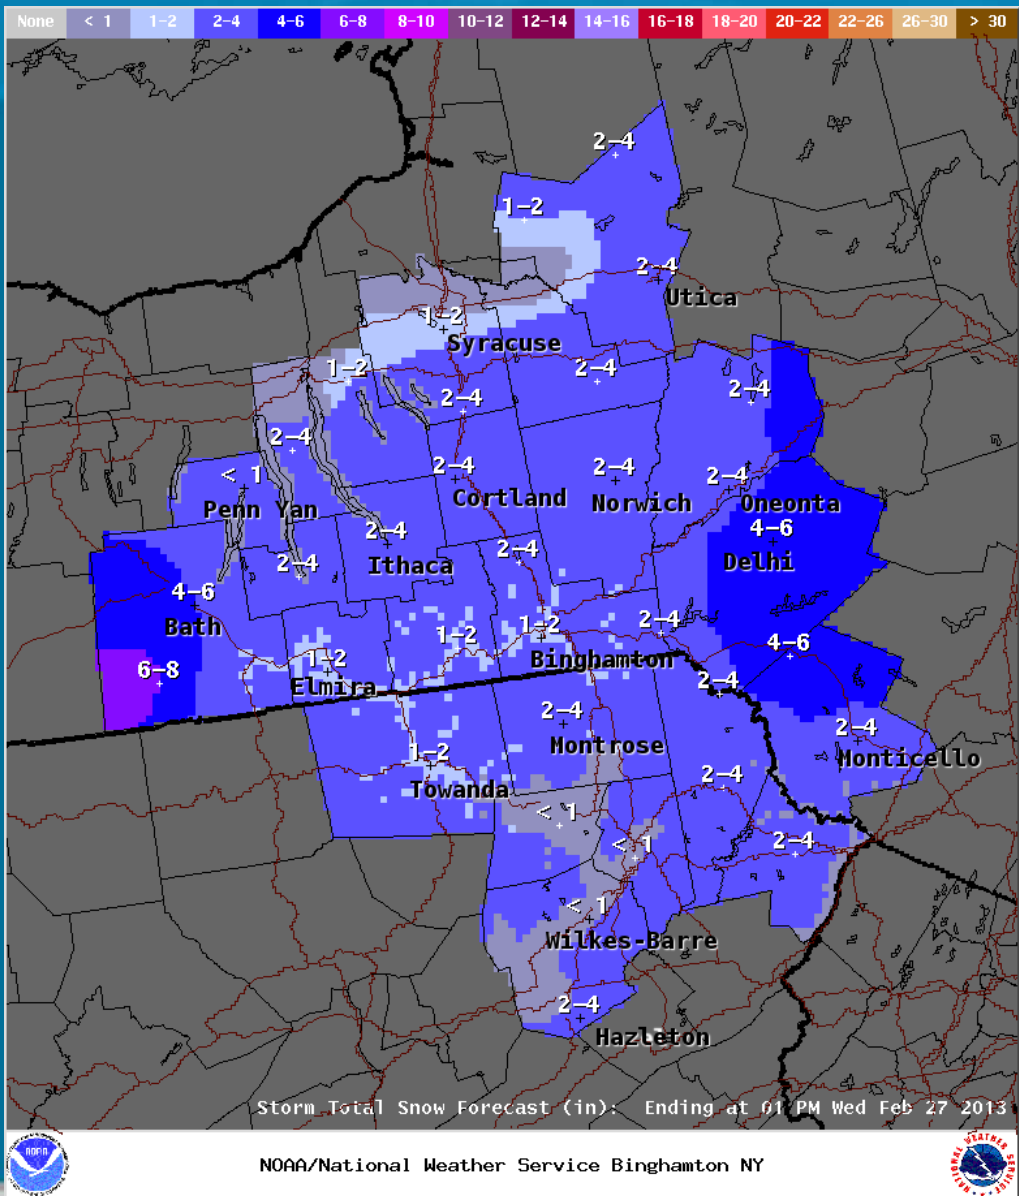 None < 1 1-2 2-4 4-6 6-8 8-10 10-12 12-14 14-16 16-18 18-20 20-22 22-26 26-30 > 30
2-4
1-2
2-4
Utica
1-2
Syracuse
1-2
2-4
2-4
2-4
2-4
< 1
Penn Yan
2-4
Cortland
2-4
Norwich
2-4
Oneonta
2-4
Ithaca
4-6
Delhi
2-4
2-4
4-6
Bath
1-2
Elmira
1-2
1-2
Binghamton
2-4
4-6
6-8
2-4
2-4
Montrose
2-4
Monticello
1-2
Towanda
2-4
< 1
< 1
2-4
< 1
Wilkes-Barre
2-4
Hazleton
Storm Total Snow Forecast (in): Ending at 01 PM Wed Feb 27 2013
NOAA
NOAA/National Weather Service Binghamton NY
NATIONAL WEATHER SERVICE